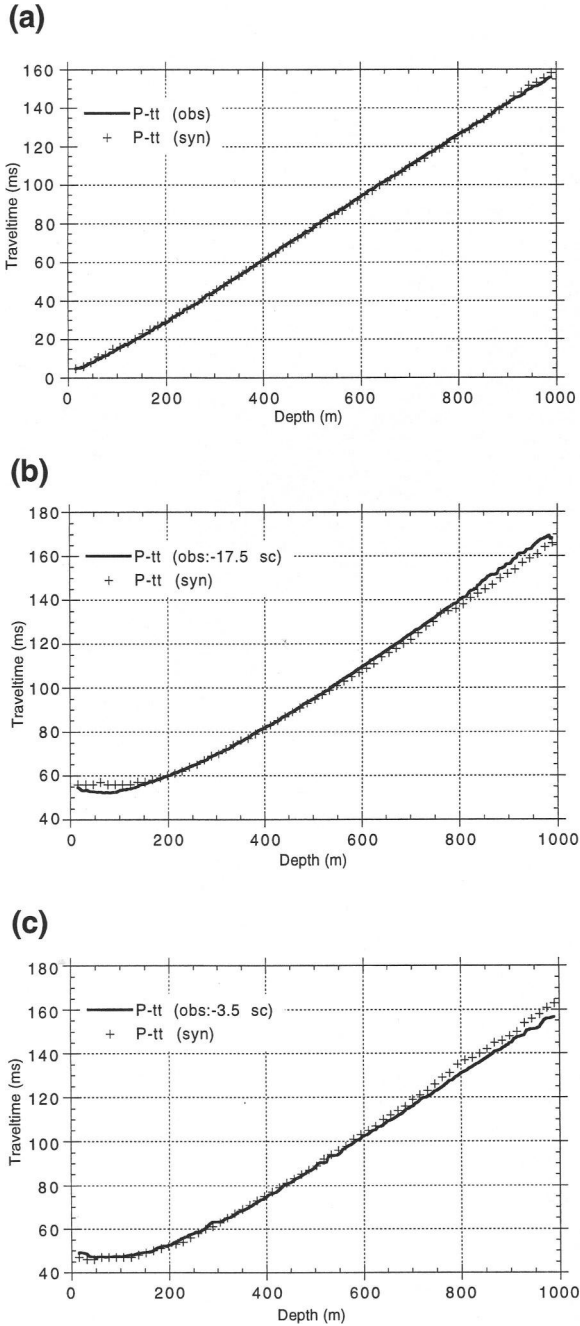 (a)
160
140
120
100
80
60
40
20
0
Traveltime (ms)
P-tt (obs)
P-tt (syn)
0 200 400 600 800 1000
Depth (m)
(b)
180
160
140
120
100
80
60
40
Traveltime (ms)
P-tt (obs:-17.5 sc)
P-tt (syn)
0 200 400 600 800 1000
Depth (m)
(c)
180
160
140
120
100
80
60
40
Traveltime (ms)
P-tt (obs:-3.5 sc)
P-tt (syn)
0 200 400 600 800 1000
Depth (m)